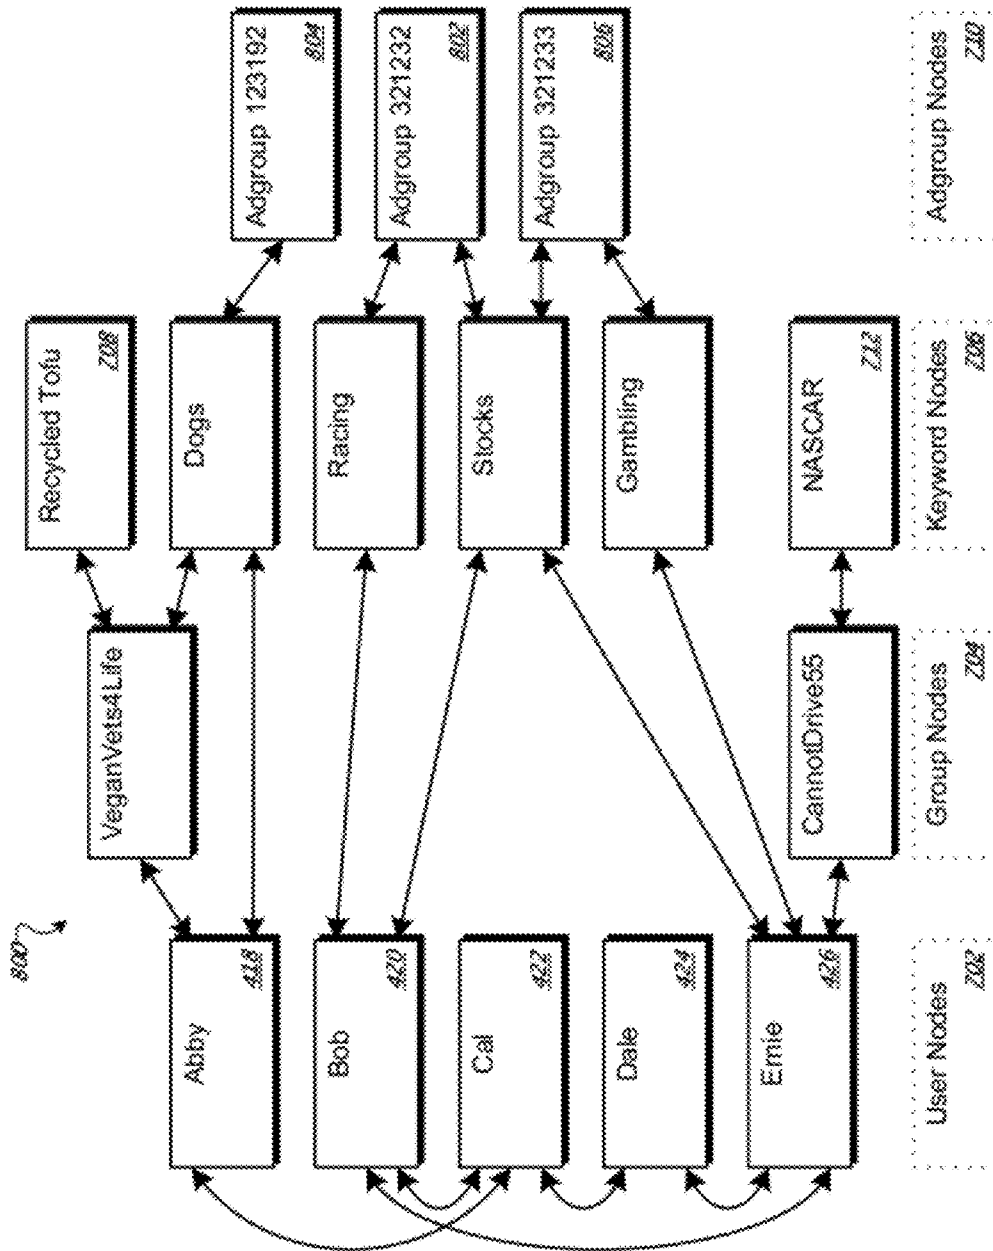 800
Abby
418
Bob
420
Cal
422
Dale
424
Ernie
426
User Nodes
702
VeganVets4Life
CannotDrive55
Group Nodes
704
Recycled Tofu
708
Dogs
Racing
Stocks
Gambling
NASCAR
712
Keyword Nodes
706
Adgroup 123192
804
Adgroup 321232
802
Adgroup 321233
806
Adgroup Nodes
710